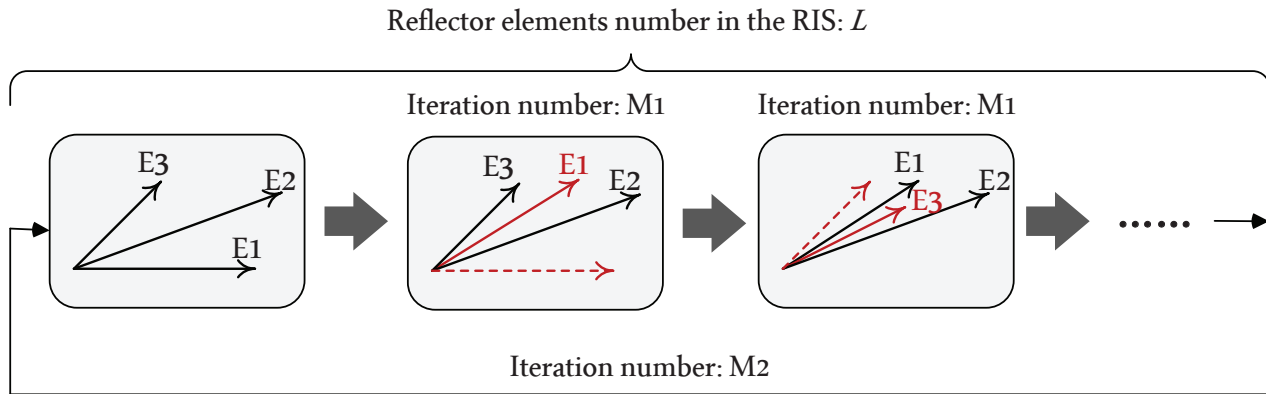 Reflector elements number in the RIS: L
Iteration number: M1
Iteration number: M1
E3
E2
E1
E3
E1
E2
E1
E2
E3
......
Iteration number: M2